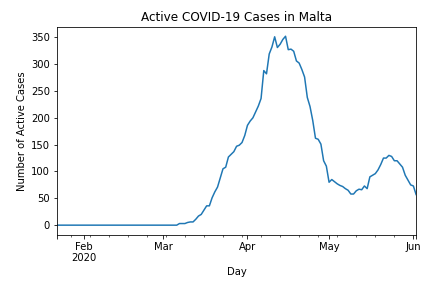 Active COVID-19 Cases in Malta
Number of Active Cases
350
300
250
200
150
100
50
0
Feb
2020
Mar
Apr
May
Jun
Day